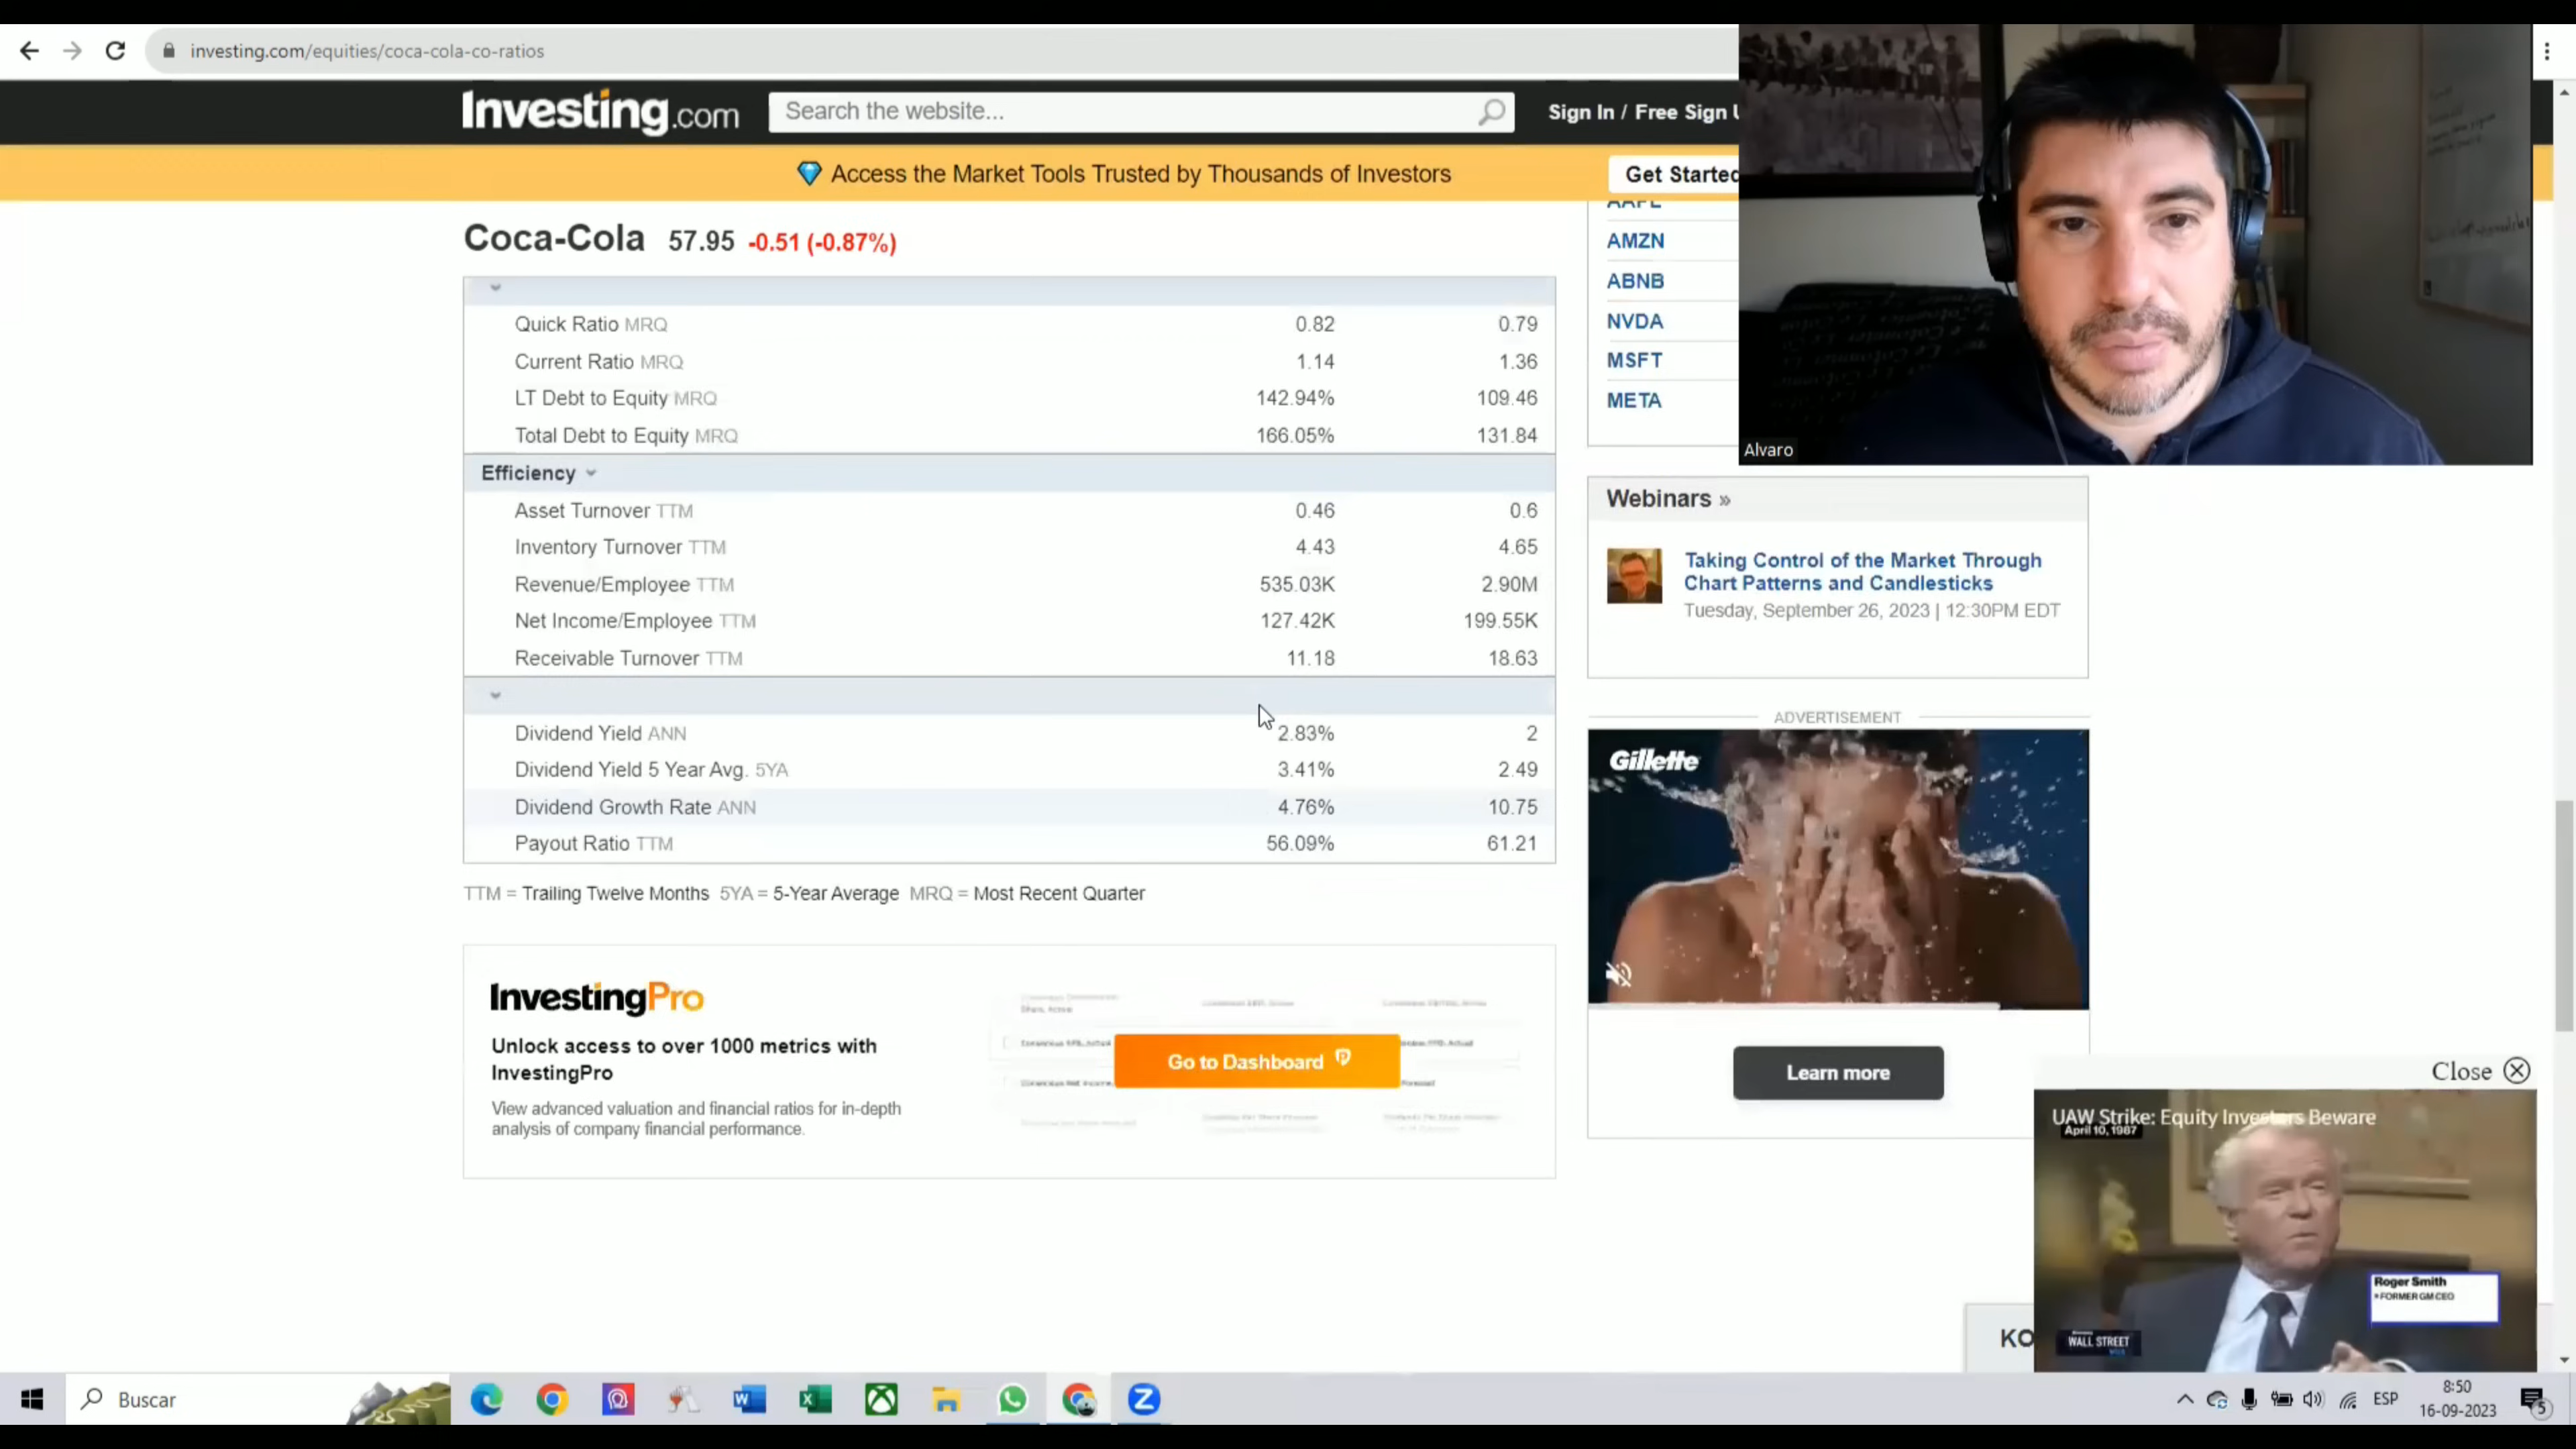 investing.com/equities/coca-cola-co-ratios
Investing.com
Search the website...
Sign In / Free Sign U
Access the Market Tools Trusted by Thousands of Investors
Get Started
Coca-Cola 57.95 -0.51 (-0.87%)
Quick Ratio MRQ 0.82 0.79
Current Ratio MRQ 1.14 1.36
LT Debt to Equity MRQ 142.94% 109.46
Total Debt to Equity MRQ 166.05% 131.84
Efficiency
Asset Turnover TTM 0.46 0.6
Inventory Turnover TTM 4.43 4.65
Revenue/Employee TTM 535.03K 2.90M
Net Income/Employee TTM 127.42K 199.55K
Receivable Turnover TTM 11.18 18.63
Dividend Yield ANN 2.83% 2
Dividend Yield 5 Year Avg. 5YA 3.41% 2.49
Dividend Growth Rate ANN 4.76% 10.75
Payout Ratio TTM 56.09% 61.21
TTM = Trailing Twelve Months 5YA = 5-Year Average MRQ = Most Recent Quarter
InvestingPro
Unlock access to over 1000 metrics with
InvestingPro
View advanced valuation and financial ratios for in-depth
analysis of company financial performance.
Go to Dashboard
AAPL
AMZN
ABNB
NVDA
MSFT
META
Alvaro
Webinars »
Taking Control of the Market Through
Chart Patterns and Candlesticks
Tuesday, September 26, 2023 | 12:30PM EDT
ADVERTISEMENT
Gillette
Learn more
Close
UAW Strike: Equity Investors Beware
April 10, 1987
Roger Smith
FORMER GM CEO
WALL STREET
KO
Buscar
ESP
8:50
16-09-2023
5